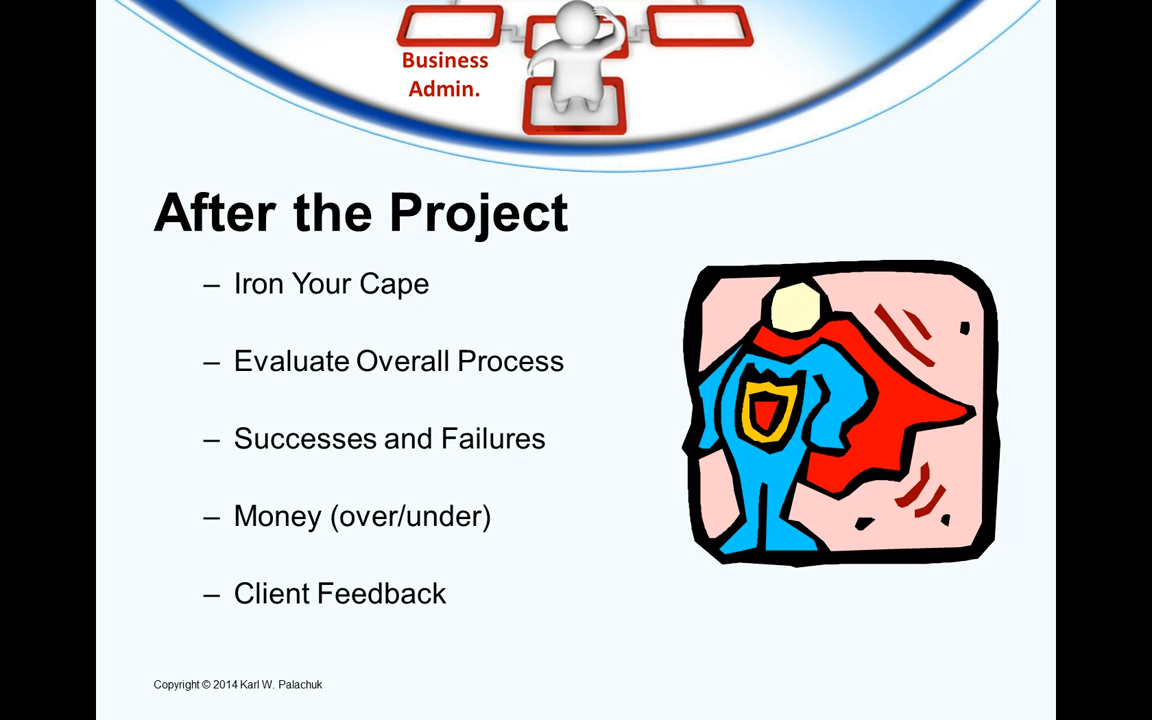 Business
Admin.
After the Project
– Iron Your Cape
– Evaluate Overall Process
– Successes and Failures
– Money (over/under)
– Client Feedback
Copyright © 2014 Karl W. Palachuk